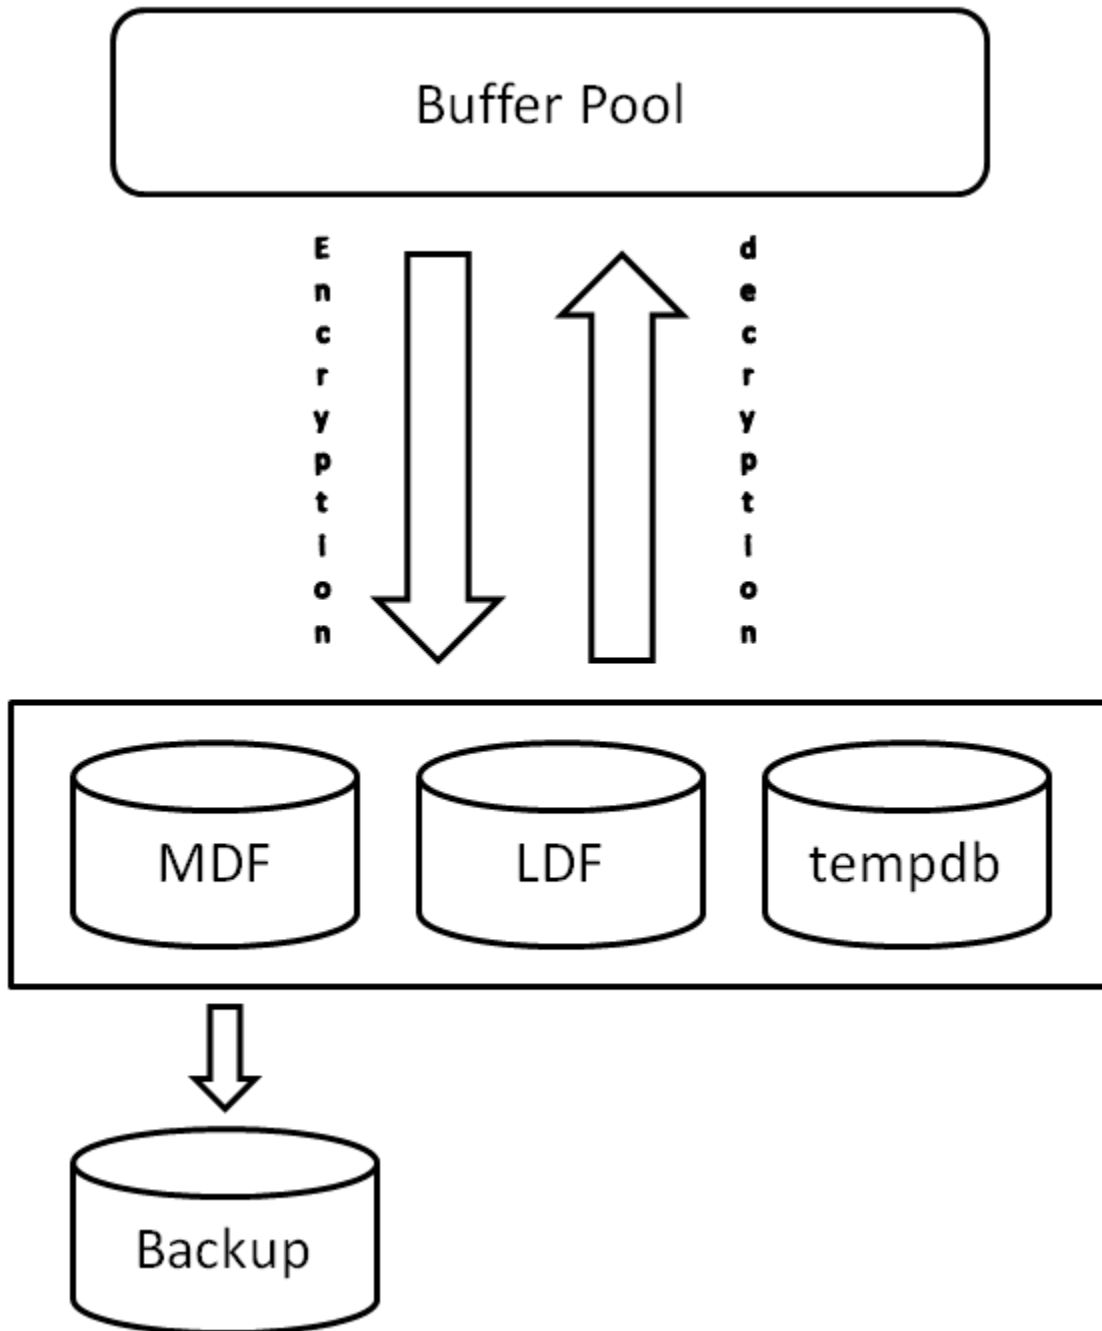 Buffer Pool
Encryption
decryption
MDF
LDF
tempdb
Backup